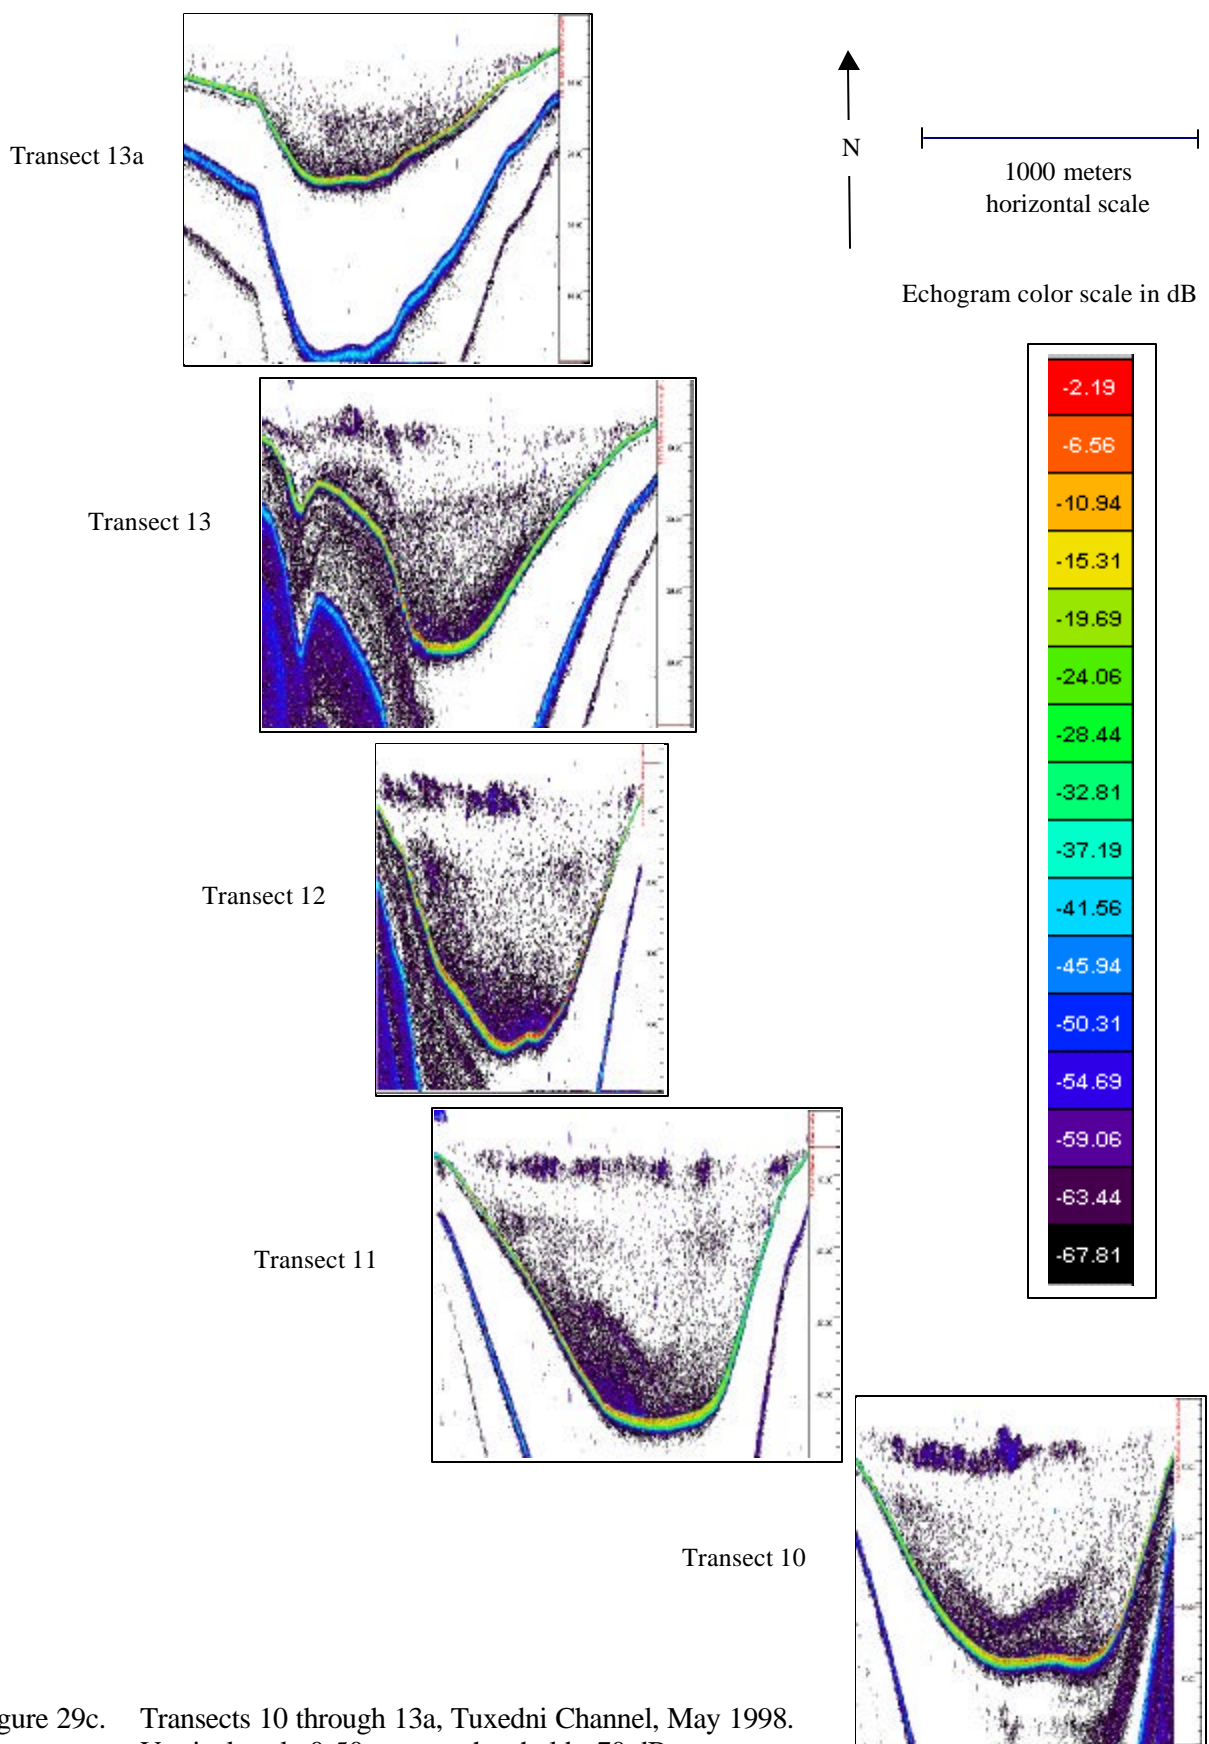 Transect 13a
N
1000 meters
horizontal scale
Echogram color scale in dB
-2.19
-6.56
-10.94
-15.31
-19.69
-24.06
-28.44
-32.81
-37.19
-41.56
-45.94
-50.31
-54.69
-59.06
-63.44
-67.81
Transect 13
Transect 12
Transect 11
Transect 10
gure 29c. Transects 10 through 13a, Tuxedni Channel, May 1998.